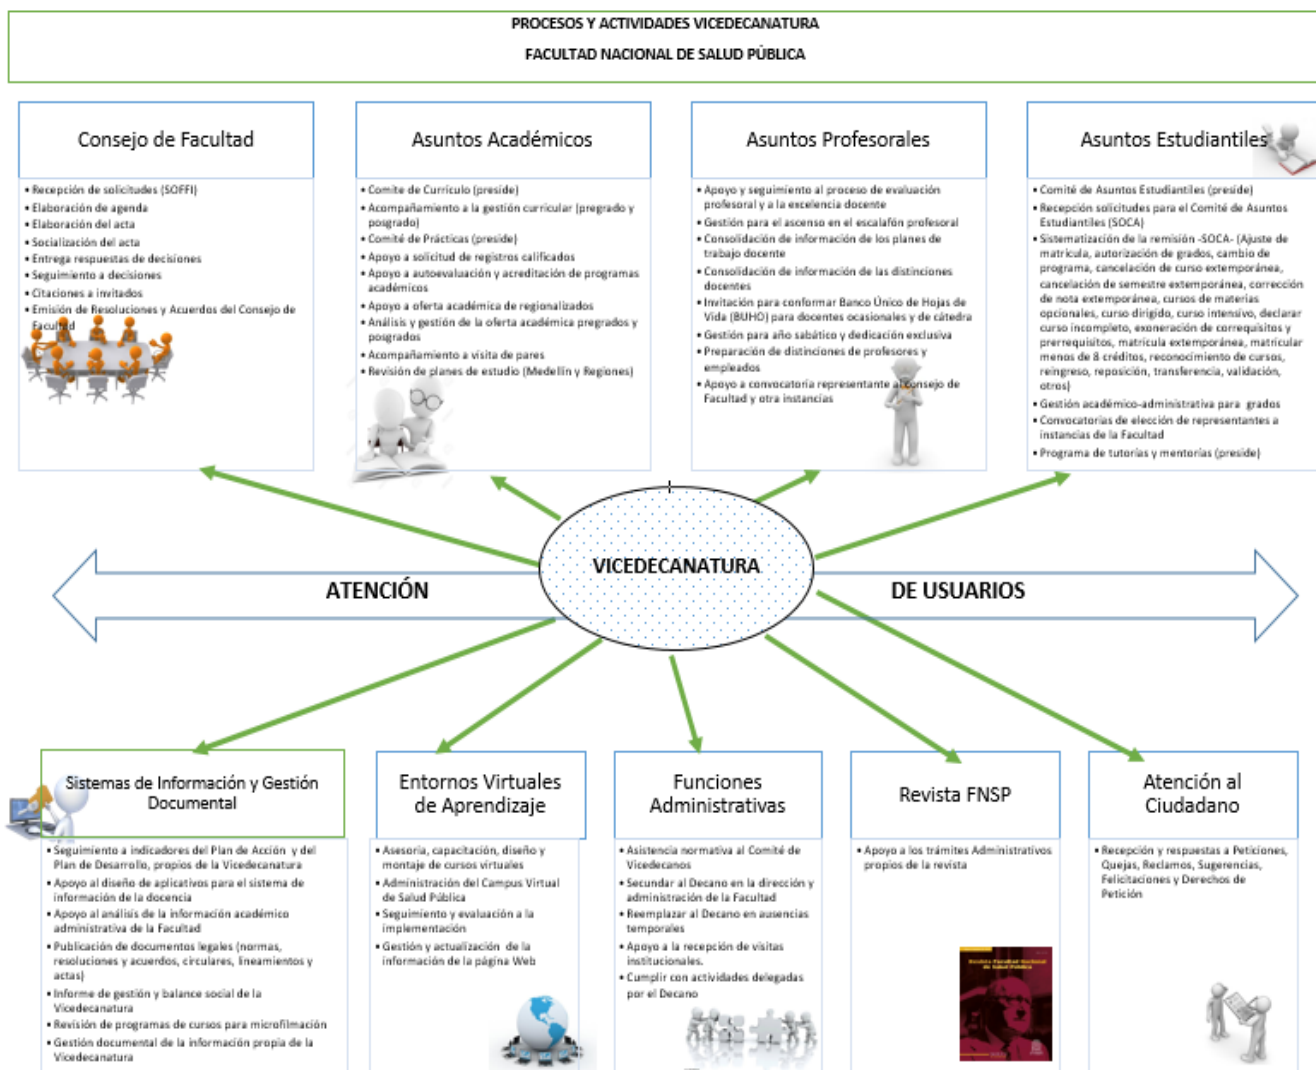 PROCESOS Y ACTIVIDADES VICEDECANATURA
FACULTAD NACIONAL DE SALUD PÚBLICA
Consejo de Facultad
• Recepción de solicitudes (SOFFI)
• Elaboración de agenda
• Elaboración del acta
• Socialización del acta
• Entrega respuestas de decisiones
• Seguimiento a decisiones
• Citaciones a invitados
• Emisión de Resoluciones y Acuerdos del Consejo de
Facultad
Asuntos Académicos
• Comite de Currículo (preside)
• Acompañamiento a la gestión curricular (pregrado y
posgrado)
• Comité de Prácticas (preside)
• Apoyo a solicitud de registros calificados
• Apoyo a autoevaluación y acreditación de programas
académicos
• Apoyo a oferta académica de regionalizados
• Análisis y gestión de la oferta académica pregrados y
posgrados
• Acompañamiento a visita de pares
• Revisión de planes de estudio (Medellín y Regiones)
Asuntos Profesorales
• Apoyo y seguimiento al proceso de evaluación
profesoral y a la excelencia docente
• Gestión para el ascenso en el escalafón profesoral
• Consolidación de información de los planes de
trabajo docente
• Consolidación de información de las distinciones
docentes
• Invitación para conformar Banco Único de Hojas de
Vida (BUHO) para docentes ocasionales y de cátedra
• Gestión para año sabático y dedicación exclusiva
• Preparación de distinciones de profesores y
empleados
• Apoyo a convocatoria representante al consejo de
Facultad y otra instancias
Asuntos Estudiantiles
• Comité de Asuntos Estudiantiles (preside)
• Recepción solicitudes para el Comité de Asuntos
Estudiantiles (SOCA)
• Sistematización de la remisión -SOCA- (Ajuste de
matrícula, autorización de grados, cambio de
programa, cancelación de curso extemporánea,
cancelación de semestre extemporánea, corrección
de nota extemporánea, cursos de materias
opcionales, curso dirigido, curso intensivo, declarar
curso incompleto, exoneración de correquisitos y
prerrequisitos, matrícula extemporánea, matricular
menos de 8 créditos, reconocimiento de cursos,
reingreso, reposición, transferencia, validación,
otros)
• Gestión académico-administrativa para grados
• Convocatorias de elección de representantes a
instancias de la Facultad
• Programa de tutorías y mentorías (preside)
VICEDECANATURA
ATENCIÓN
DE USUARIOS
Sistemas de Información y Gestión
Documental
• Seguimiento a indicadores del Plan de Acción y del
Plan de Desarrollo, propios de la Vicedecanatura
• Apoyo al diseño de aplicativos para el sistema de
información de la docencia
• Apoyo al análisis de la información académico
administrativa de la Facultad
• Publicación de documentos legales (normas,
resoluciones y acuerdos, circulares, lineamientos y
actas)
• Informe de gestión y balance social de la
Vicedecanatura
• Revisión de programas de cursos para microfilmación
• Gestión documental de la información propia de la
Vicedecanatura
Entornos Virtuales
de Aprendizaje
• Asesoria, capacitación, diseño y
montaje de cursos virtuales
• Administración del Campus Virtual
de Salud Pública
• Seguimiento y evaluación a la
implementación
• Gestión y actualización de la
información de la página Web
Funciones
Administrativas
• Asistencia normativa al Comité de
Vicedecanos
• Secundar al Decano en la dirección y
administración de la Facultad
• Reemplazar al Decano en ausencias
temporales
• Apoyo a la recepción de visitas
institucionales.
• Cumplir con actividades delegadas
por el Decano
Revista FNSP
• Apoyo a los trámites Administrativos
propios de la revista
Revista Facultad Nacional
de Salud Pública
Atención al
Ciudadano
• Recepción y respuestas a Peticiones,
Quejas, Reclamos, Sugerencias,
Felicitaciones y Derechos de
Petición